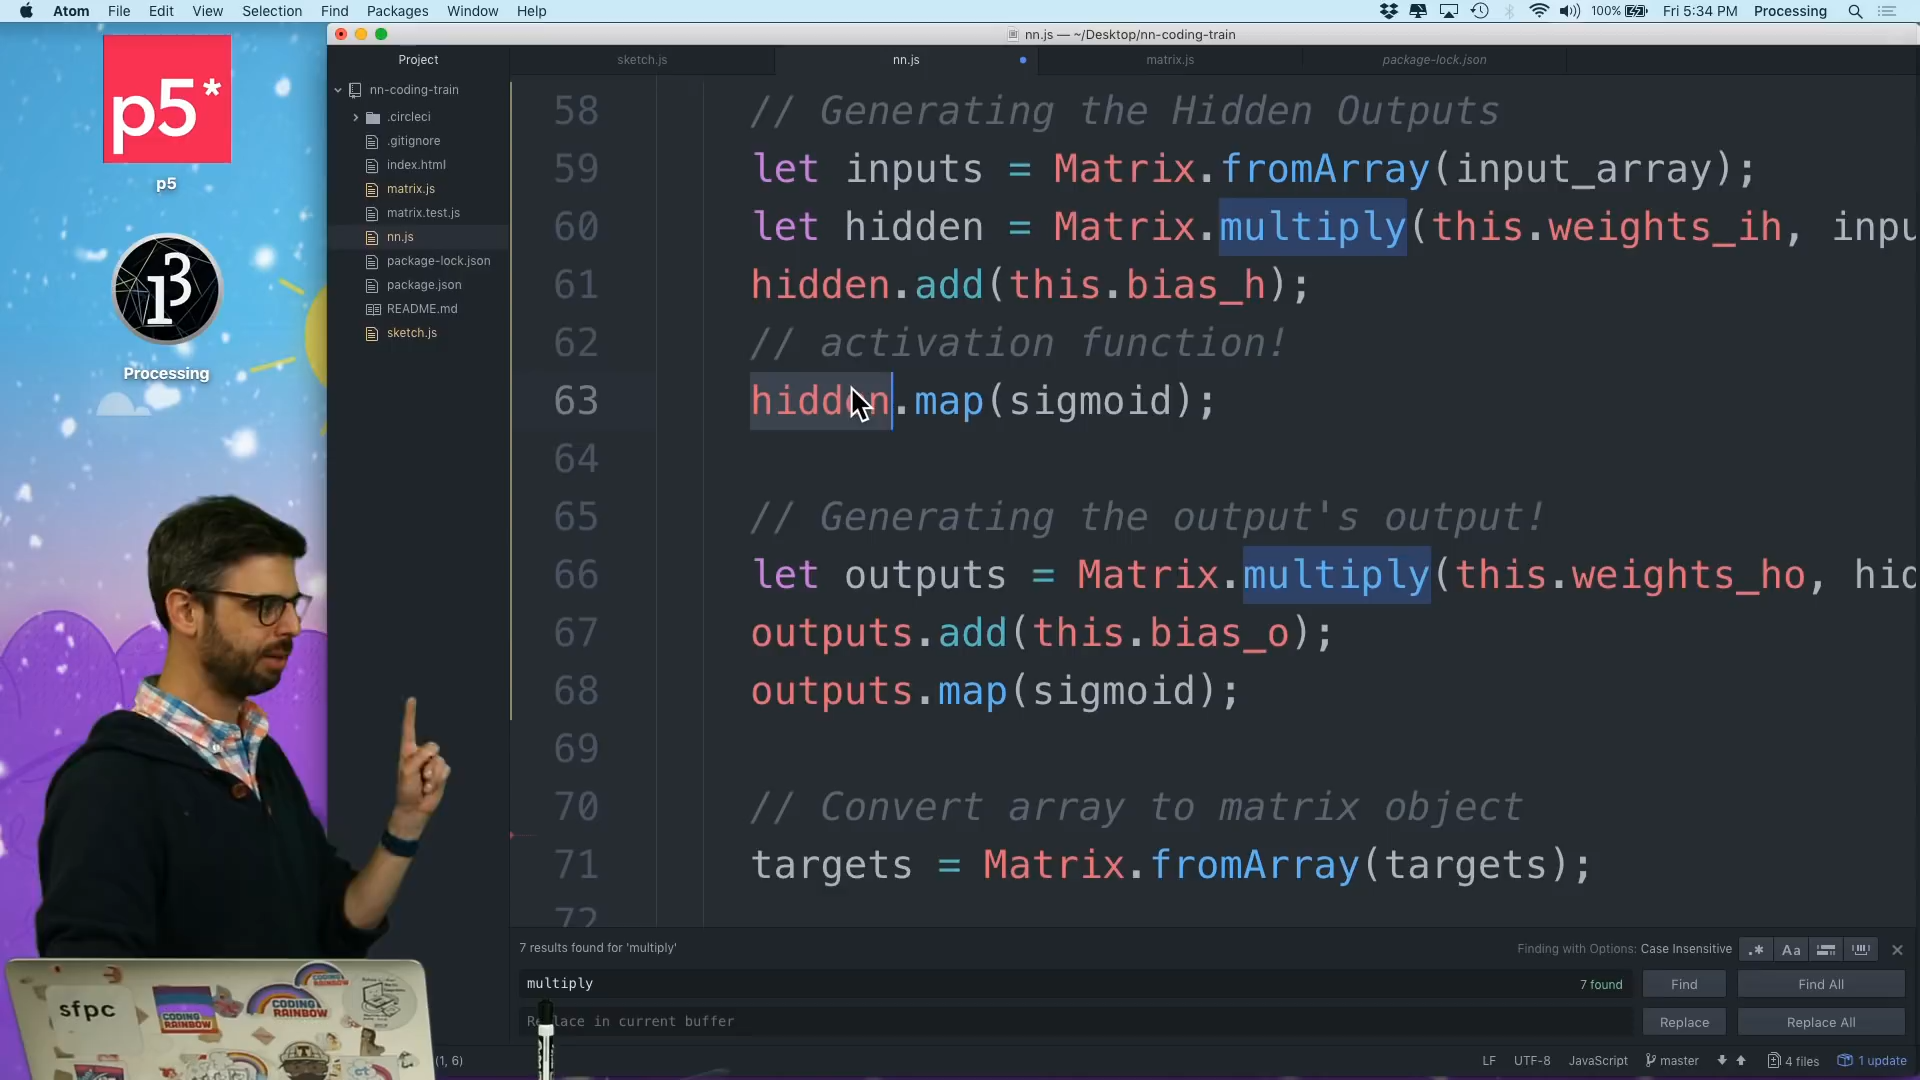 Atom File Edit View Selection Find Packages Window Help
100% Fri 5:34 PM Processing
nn.js — ~/Desktop/nn-coding-train
p5*
p5
Processing
Project
nn-coding-train
.circleci
.gitignore
index.html
matrix.js
matrix.test.js
nn.js
package-lock.json
package.json
README.md
sketch.js
sketch.js nn.js matrix.js package-lock.json
58 // Generating the Hidden Outputs
59 let inputs = Matrix.fromArray(input_array);
60 let hidden = Matrix.multiply(this.weights_ih, inpu
61 hidden.add(this.bias_h);
62 // activation function!
63 hidden.map(sigmoid);
64
65 // Generating the output's output!
66 let outputs = Matrix.multiply(this.weights_ho, hid
67 outputs.add(this.bias_o);
68 outputs.map(sigmoid);
69
70 // Convert array to matrix object
71 targets = Matrix.fromArray(targets);
72
7 results found for 'multiply'
Finding with Options: Case Insensitive
.* Aa
multiply 7 found
Find Find All
Replace in current buffer
Replace Replace All
(1, 6)
LF UTF-8 JavaScript master 4 files 1 update
sfpc
CODING RAINBOW
CODING RAINBOW
CODING RAINBOW